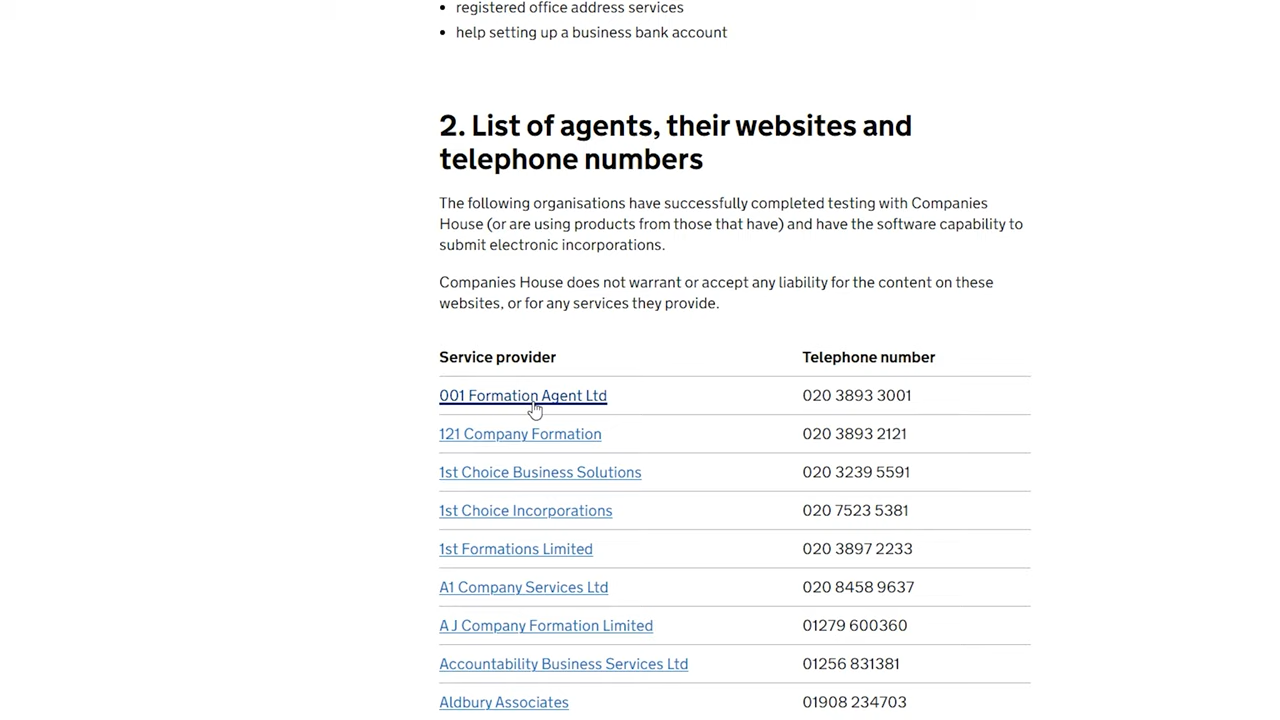 registered office address services
help setting up a business bank account
2. List of agents, their websites and
telephone numbers
The following organisations have successfully completed testing with Companies
House (or are using products from those that have) and have the software capability to
submit electronic incorporations.
Companies House does not warrant or accept any liability for the content on these
websites, or for any services they provide.
Service provider Telephone number
001 Formation Agent Ltd 020 3893 3001
121 Company Formation 020 3893 2121
1st Choice Business Solutions 020 3239 5591
1st Choice Incorporations 020 7523 5381
1st Formations Limited 020 3897 2233
A1 Company Services Ltd 020 8458 9637
A J Company Formation Limited 01279 600360
Accountability Business Services Ltd 01256 831381
Aldbury Associates 01908 234703